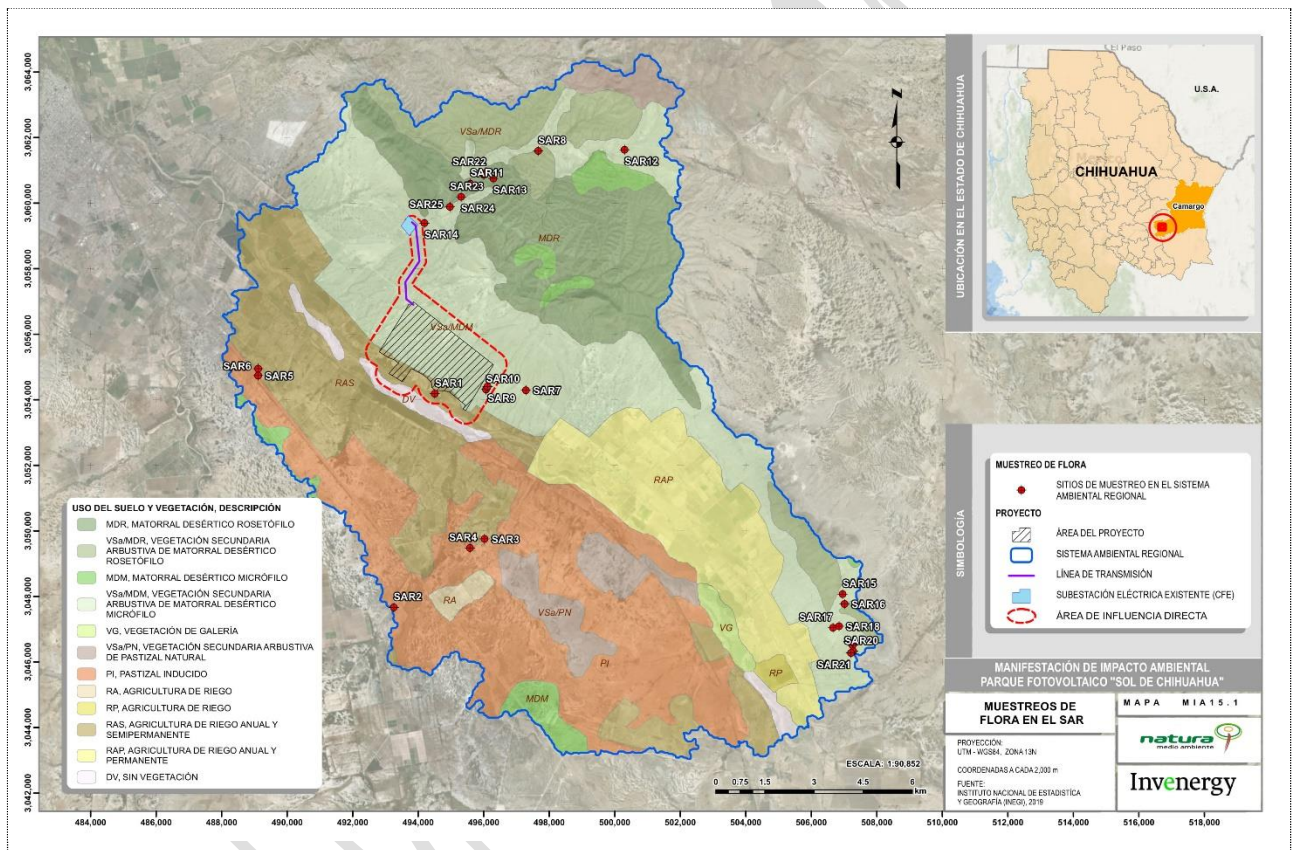 3,064,000
3,062,000
3,060,000
3,058,000
3,056,000
3,054,000
3,052,000
3,050,000
3,048,000
3,046,000
3,044,000
3,042,000
VSa/MDR
SAR8
SAR12
SAR22
SAR11
SAR23
SAR13
SAR25
SAR24
SAR14
MDR
VSa/MDM
SAR6
SAR5
RAS
SAR1
SAR10
SAR9
SAR7
DV
RAP
SAR4
SAR3
SAR2
RA
VSa/PN
PI
VG
RP
MDM
SAR15
SAR16
SAR17
SAR18
SAR20
SAR21
N
USO DEL SUELO Y VEGETACIÓN, DESCRIPCIÓN
MDR, MATORRAL DESÉRTICO ROSETÓFILO
VSa/MDR, VEGETACIÓN SECUNDARIA
ARBUSTIVA DE MATORRAL DESÉRTICO
ROSETÓFILO
MDM, MATORRAL DESÉRTICO MICRÓFILO
VSa/MDM, VEGETACIÓN SECUNDARIA
ARBUSTIVA DE MATORRAL DESÉRTICO
MICRÓFILO
VG, VEGETACIÓN DE GALERÍA
VSa/PN, VEGETACIÓN SECUNDARIA ARBUSTIVA
DE PASTIZAL NATURAL
PI, PASTIZAL INDUCIDO
RA, AGRICULTURA DE RIEGO
RP, AGRICULTURA DE RIEGO
RAS, AGRICULTURA DE RIEGO ANUAL Y
SEMIPERMANENTE
RAP, AGRICULTURA DE RIEGO ANUAL Y
PERMANENTE
DV, SIN VEGETACIÓN
ESCALA: 1:90,852
0 0.75 1.5 3 4.5 6
km
484,000 486,000 488,000 490,000 492,000 494,000 496,000 498,000 500,000 502,000 504,000 506,000 508,000 510,000 512,000 514,000 516,000 518,000
UBICACIÓN EN EL ESTADO DE CHIHUAHUA
El Paso
U.S.A.
CHIHUAHUA
Camargo
SIMBOLOGÍA
MUESTREO DE FLORA
SITIOS DE MUESTREO EN EL SISTEMA
AMBIENTAL REGIONAL
PROYECTO
ÁREA DEL PROYECTO
SISTEMA AMBIENTAL REGIONAL
LÍNEA DE TRANSMISIÓN
SUBESTACIÓN ELÉCTRICA EXISTENTE (CFE)
ÁREA DE INFLUENCIA DIRECTA
MANIFESTACIÓN DE IMPACTO AMBIENTAL
PARQUE FOTOVOLTAICO "SOL DE CHIHUAHUA"
MUESTREOS DE
FLORA EN EL SAR
MAPA MIA15.1
PROYECCIÓN:
UTM - WGS84, ZONA 13N
COORDENADAS A CADA 2,000 m
FUENTE:
INSTITUTO NACIONAL DE ESTADISTÍCA
Y GEOGRAFÍA (INEGI), 2019
natura
medio ambiente
Invenergy